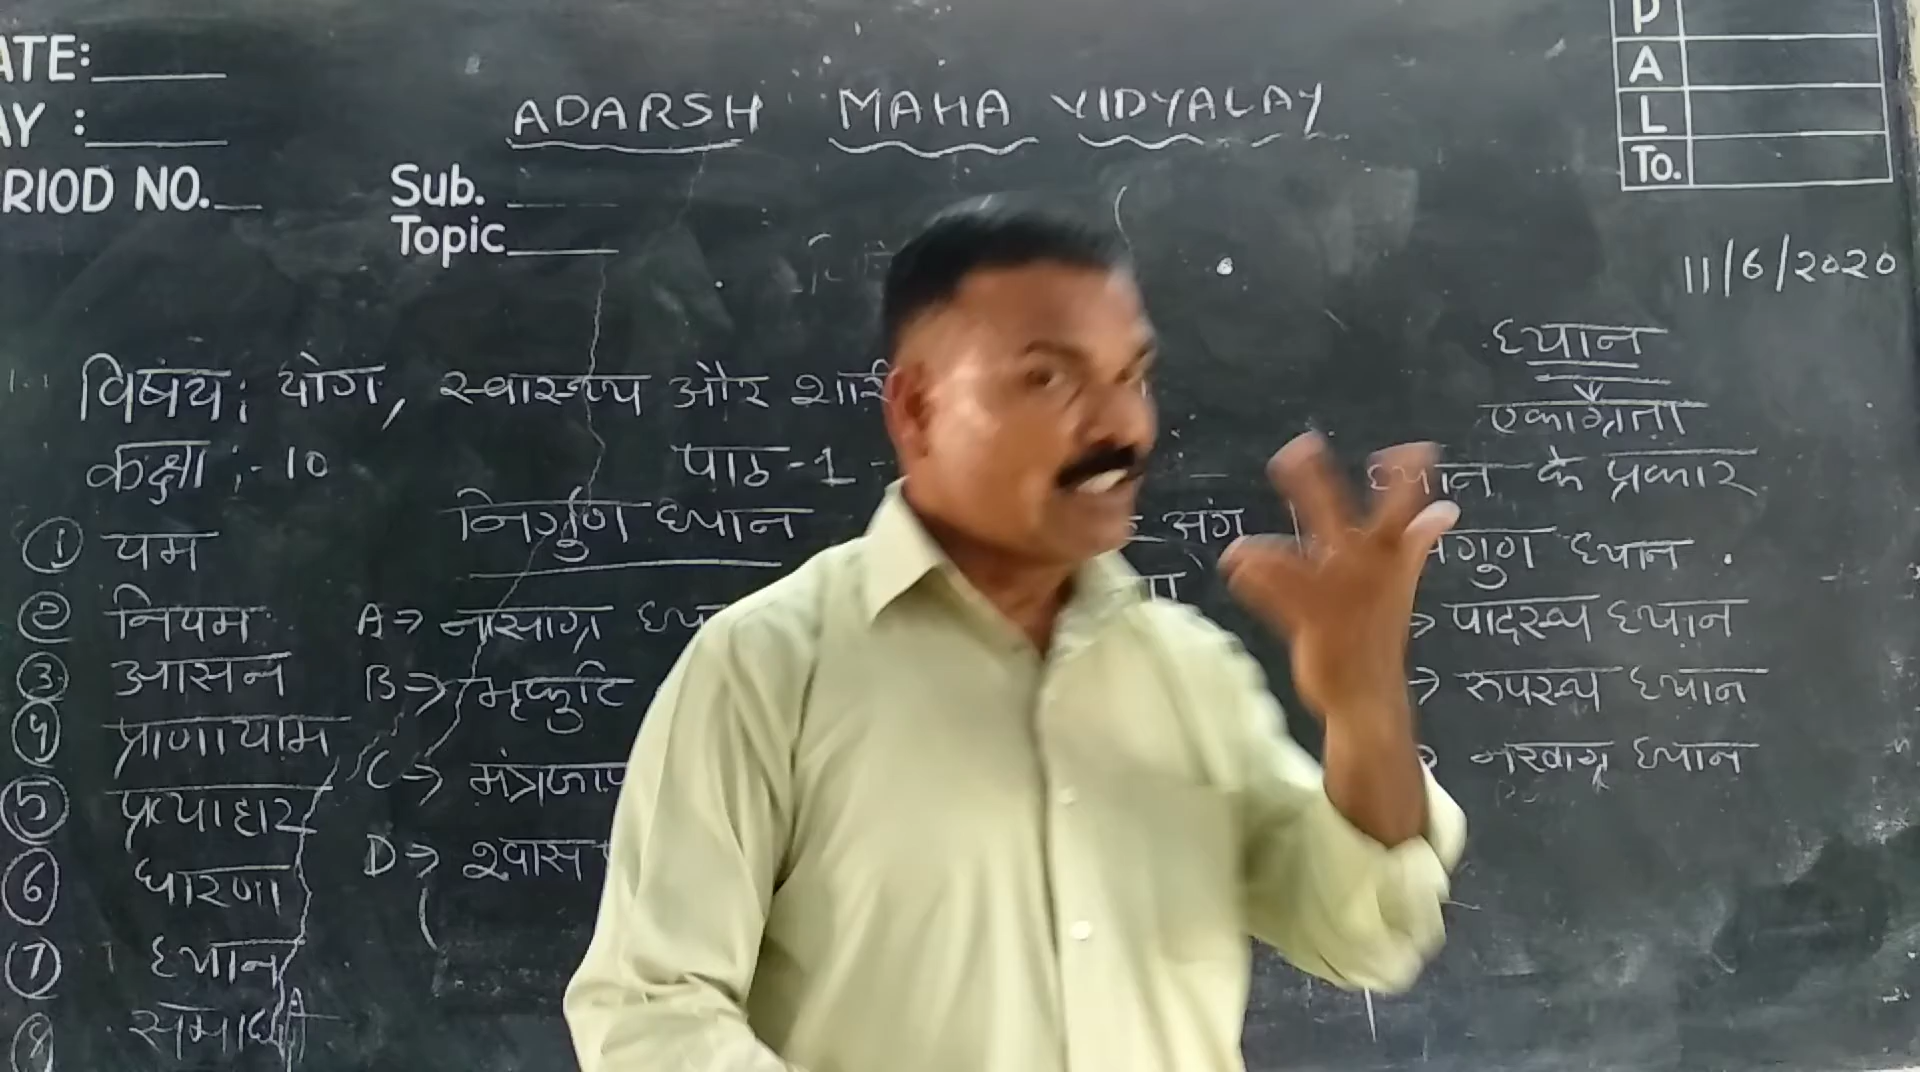 ATE:
AY :
RIOD NO.
Sub.
Topic
ADARSH MAHA VIDYALAY
P
A
L
To.
11/6/2020
विषय: योग, स्वास्थ्य और शारी
कक्षा :- 10
पाठ-1 -
निर्गुण ध्यान
अंग
① यम
② नियम
③ आसन
④ प्राणायाम
⑤ प्रत्याहार
⑥ धारणा
⑦ ध्यान
⑧ समाधि
A→ नासाग्र ध्या
B→ भृकुटि
C→ मंत्रजाप
D→ श्वास
ध्यान
एकाग्रता
ध्यान के प्रकार
सगुण ध्यान
→ पादस्थ ध्यान
→ रूपस्थ ध्यान
नखाग्र ध्यान